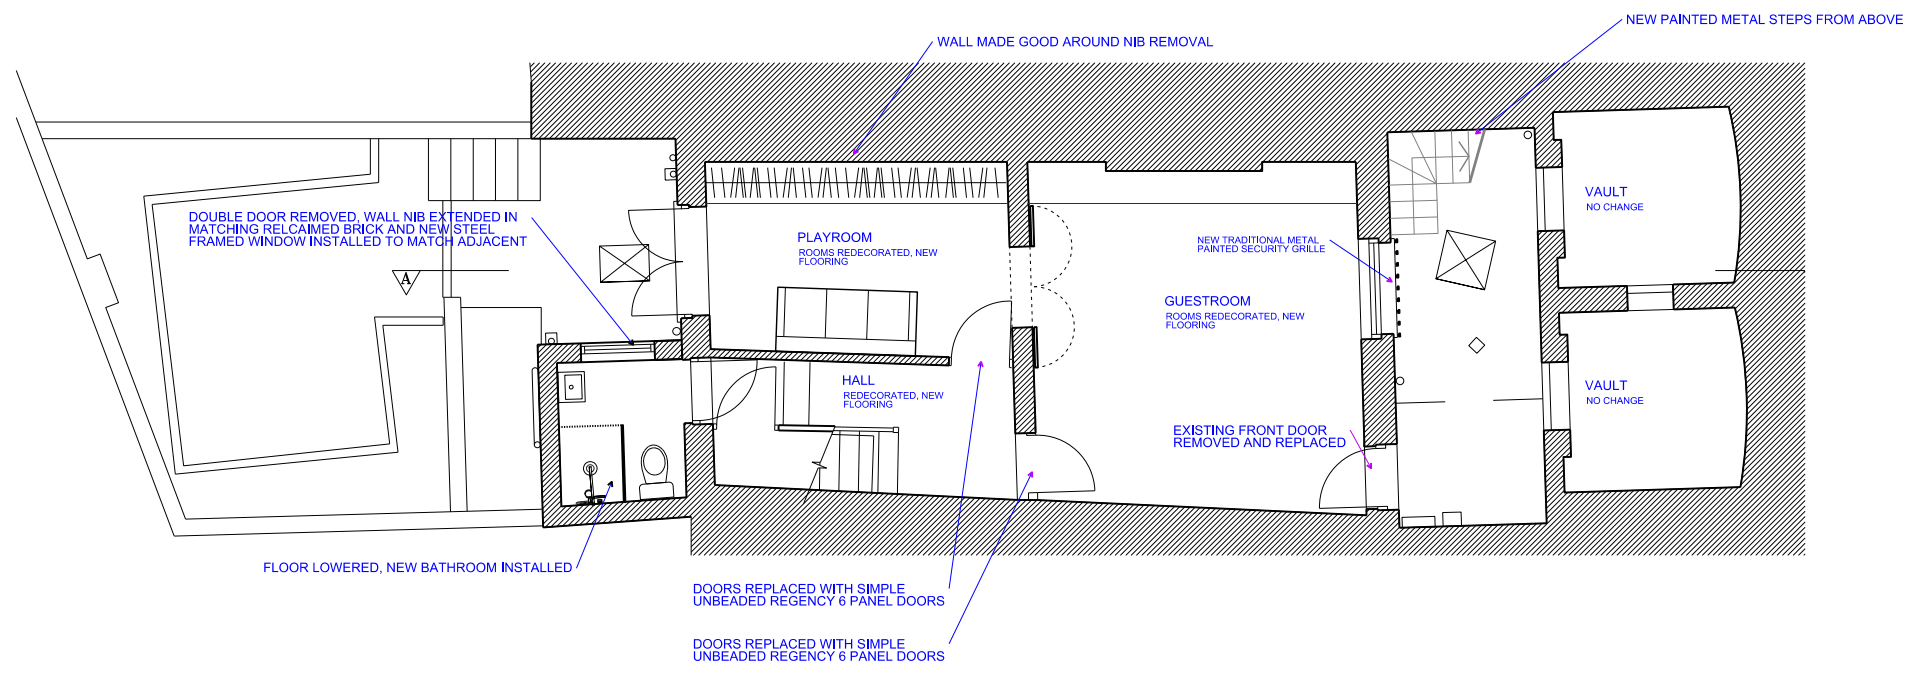 NEW PAINTED METAL STEPS FROM ABOVE
WALL MADE GOOD AROUND NIB REMOVAL
VAULT
NO CHANGE
DOUBLE DOOR REMOVED, WALL NIB EXTENDED IN
MATCHING RELCAIMED BRICK AND NEW STEEL
FRAMED WINDOW INSTALLED TO MATCH ADJACENT
PLAYROOM
ROOMS REDECORATED, NEW
FLOORING
NEW TRADITIONAL METAL
PAINTED SECURITY GRILLE
A
GUESTROOM
ROOMS REDECORATED, NEW
FLOORING
HALL
REDECORATED, NEW
FLOORING
VAULT
NO CHANGE
EXISTING FRONT DOOR
REMOVED AND REPLACED
FLOOR LOWERED, NEW BATHROOM INSTALLED
DOORS REPLACED WITH SIMPLE
UNBEADED REGENCY 6 PANEL DOORS
DOORS REPLACED WITH SIMPLE
UNBEADED REGENCY 6 PANEL DOORS